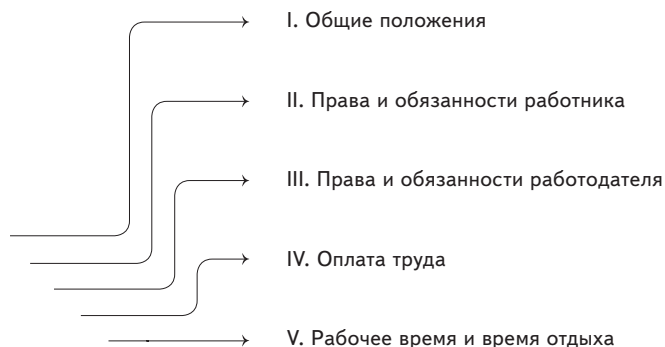 I. Общие положения
II. Права и обязанности работника
III. Права и обязанности работодателя
IV. Оплата труда
V. Рабочее время и время отдыха